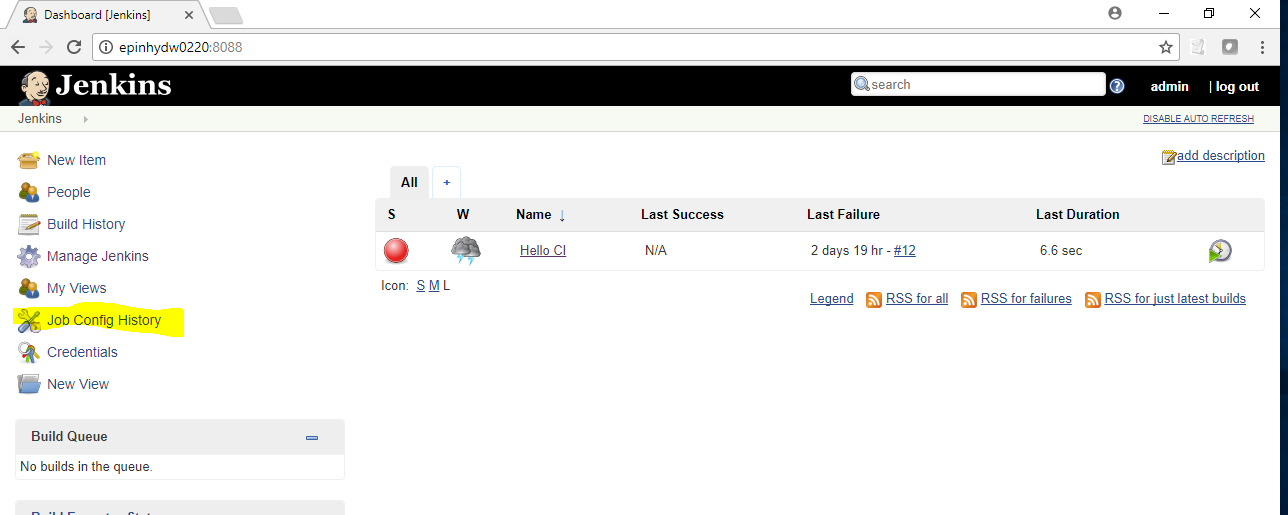 Dashboard [Jenkins]
epinhydw0220:8088
Jenkins
search
admin
| log out
Jenkins
DISABLE AUTO REFRESH
New Item
People
Build History
Manage Jenkins
My Views
Job Config History
Credentials
New View
Build Queue
No builds in the queue.
add description
All +
S W Name ↓ Last Success Last Failure Last Duration
Hello CI N/A 2 days 19 hr - #12 6.6 sec
Icon: S M L
Legend RSS for all RSS for failures RSS for just latest builds